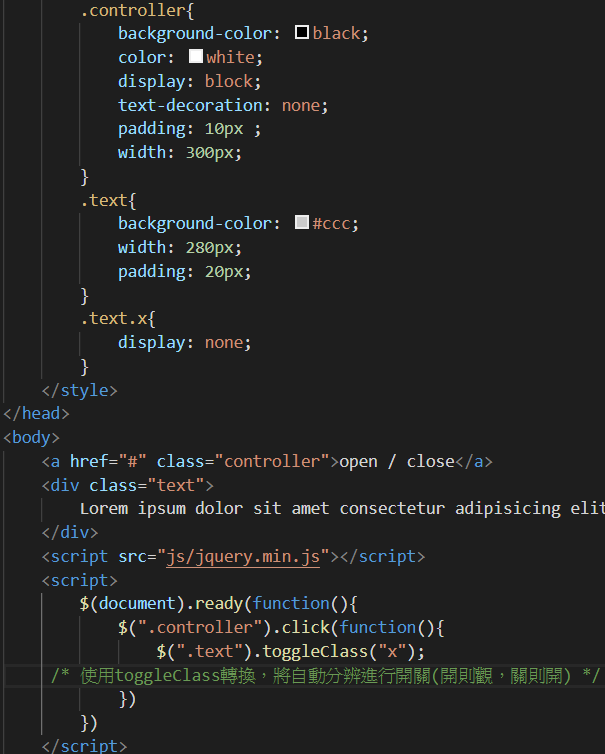 .controller{
background-color: black;
color: white;
display: block;
text-decoration: none;
padding: 10px ;
width: 300px;
}
.text{
background-color: #ccc;
width: 280px;
padding: 20px;
}
.text.x{
display: none;
}
</style>
</head>
<body>
<a href="#" class="controller">open / close</a>
<div class="text">
Lorem ipsum dolor sit amet consectetur adipisicing elit
</div>
<script src="js/jquery.min.js"></script>
<script>
$(document).ready(function(){
$(".controller").click(function(){
$(".text").toggleClass("x");
/* 使用toggleClass轉換，將自動分辨進行開關(開則觀，關則開) */
})
})
</script>